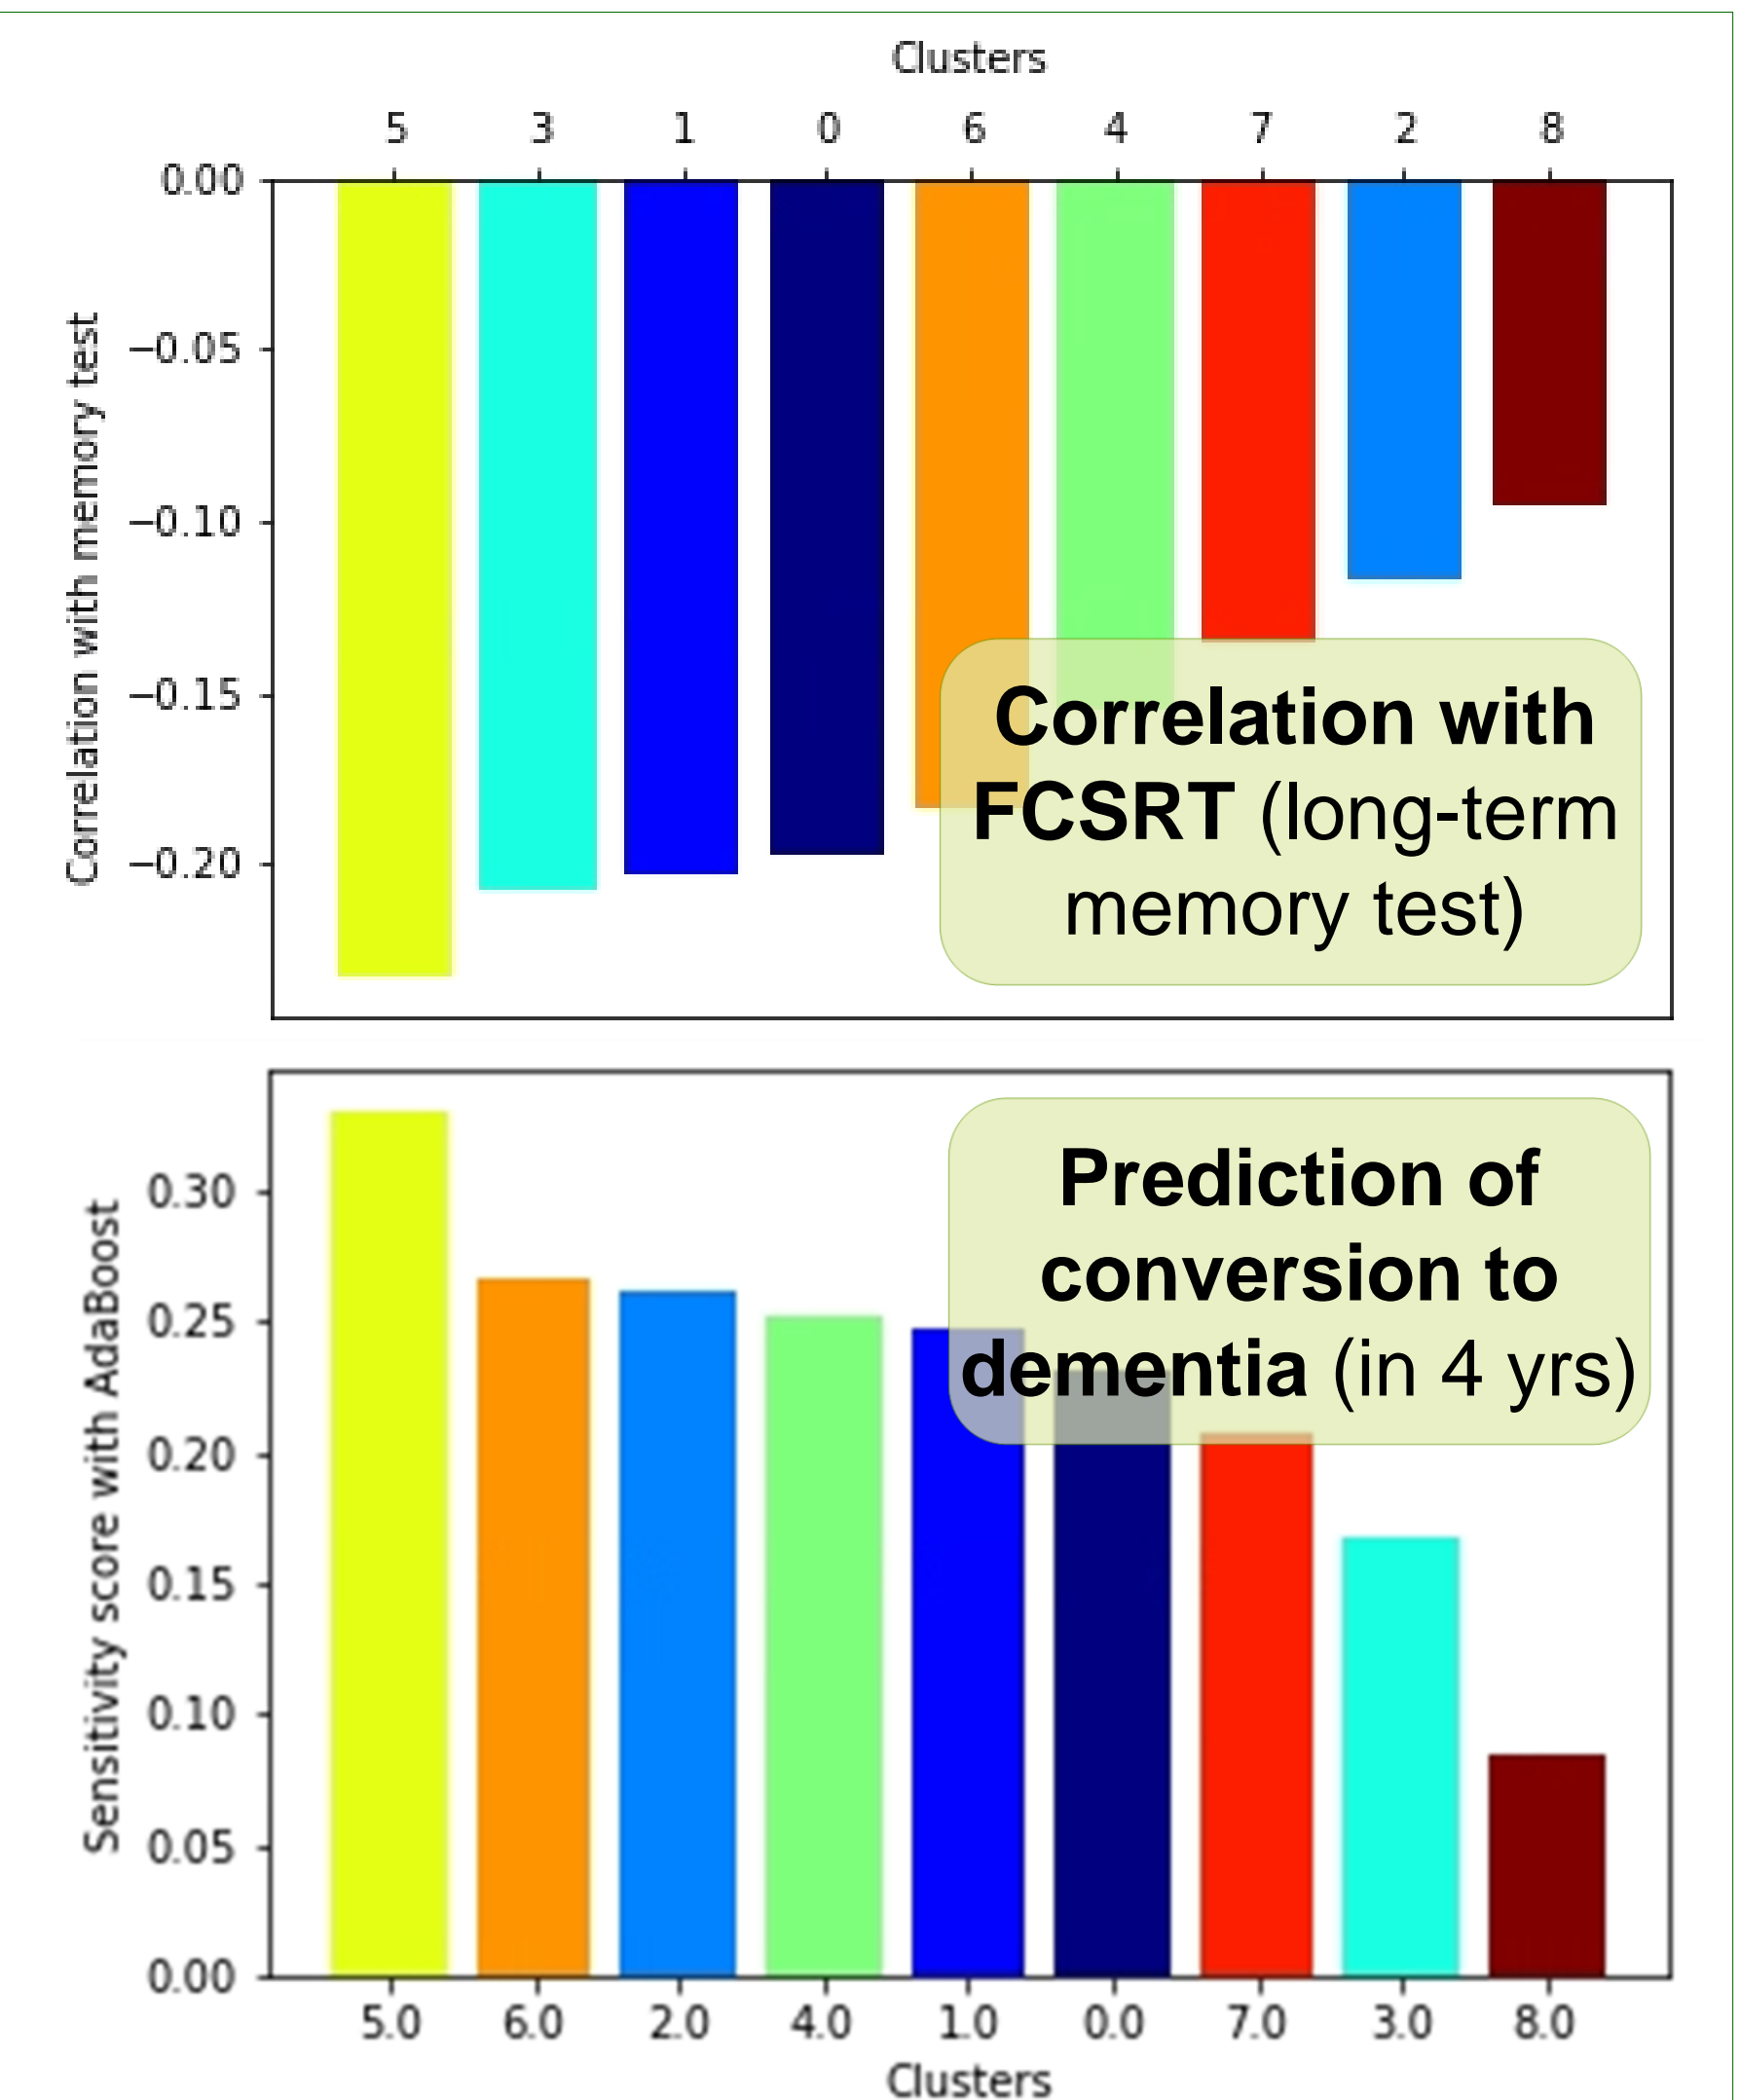 Clusters
5 3 1 0 6 4 7 2 8
0.00
−0.05
−0.10
−0.15
−0.20
Correlation with memory test
Correlation with
FCSRT (long-term
memory test)
Prediction of
conversion to
dementia (in 4 yrs)
0.30
0.25
0.20
0.15
0.10
0.05
0.00
Sensitivity score with AdaBoost
5.0 6.0 2.0 4.0 1.0 0.0 7.0 3.0 8.0
Clusters